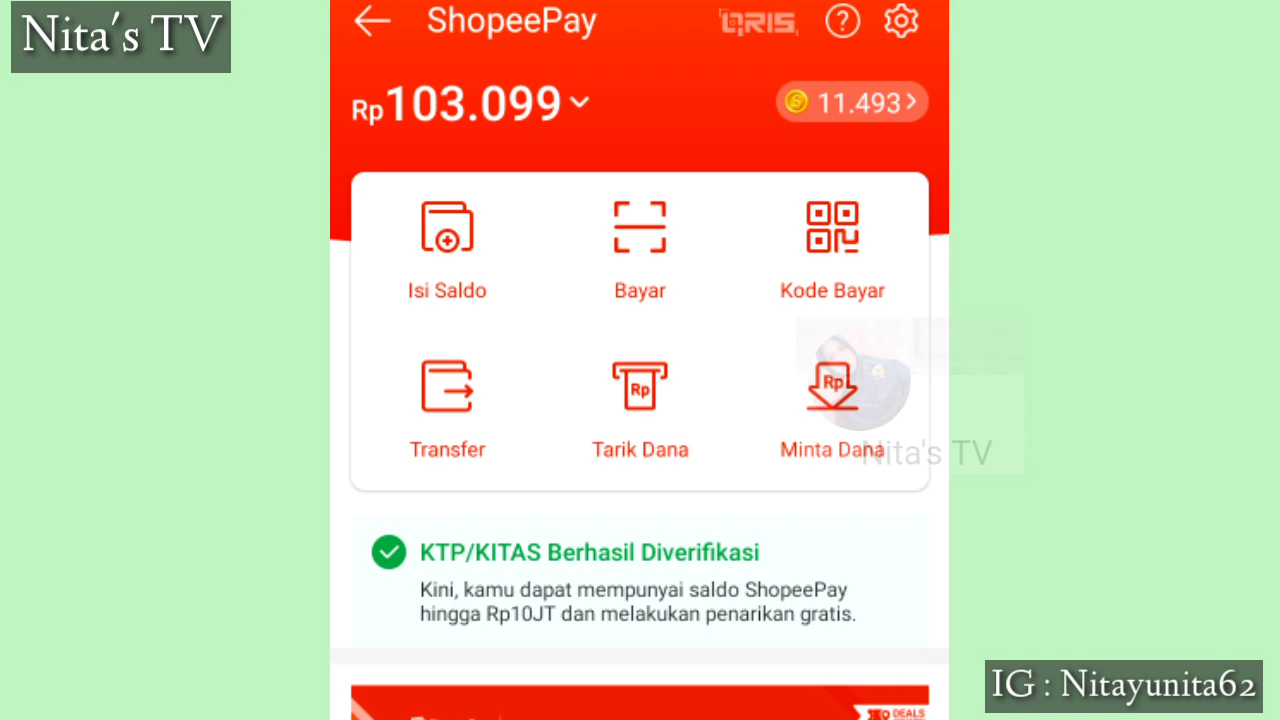 Nita's TV
ShopeePay
QRIS
?
Rp103.099
S 11.493
Isi Saldo
Bayar
Kode Bayar
Rp
Rp
Transfer
Tarik Dana
Minta Dana
Nita's TV
KTP/KITAS Berhasil Diverifikasi
Kini, kamu dapat mempunyai saldo ShopeePay
hingga Rp10JT dan melakukan penarikan gratis.
DEALS
IG : Nitayunita62